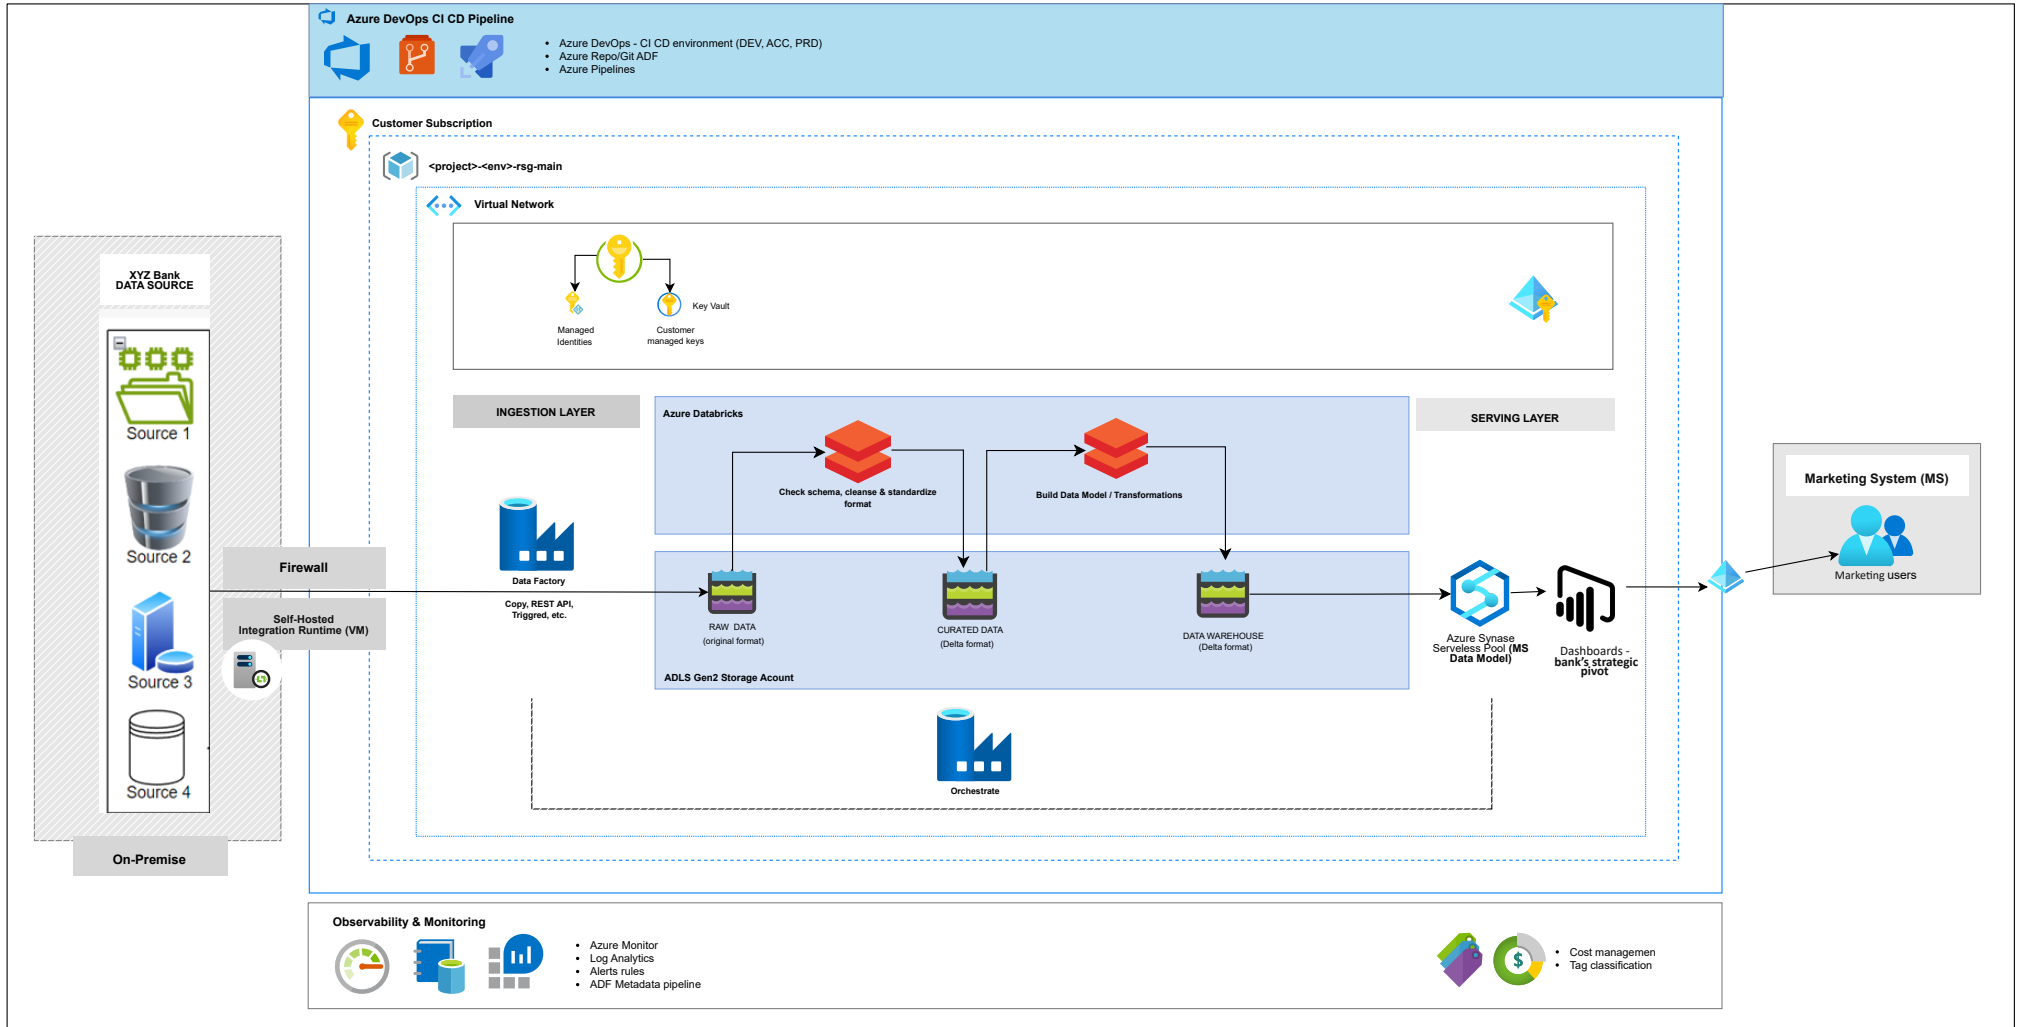 Azure DevOps CI CD Pipeline
Azure DevOps - CI CD environment (DEV, ACC, PRD)
Azure Repo/Git ADF
Azure Pipelines
Customer Subscription
<project>-<env>-rsg-main
Virtual Network
Managed
Identities
Customer
managed keys
Key Vault
XYZ Bank
DATA SOURCE
Source 1
Source 2
Source 3
Source 4
On-Premise
Firewall
Self-Hosted
Integration Runtime (VM)
INGESTION LAYER
Data Factory
Copy, REST API,
Triggred, etc.
Azure Databricks
Check schema, cleanse & standardize
format
Build Data Model / Transformations
RAW DATA
(original format)
CURATED DATA
(Delta format)
DATA WAREHOUSE
(Delta format)
ADLS Gen2 Storage Acount
Orchestrate
SERVING LAYER
Azure Synase
Serveless Pool (MS
Data Model)
Dashboards -
bank's strategic
pivot
Marketing System (MS)
Marketing users
Observability & Monitoring
Azure Monitor
Log Analytics
Alerts rules
ADF Metadata pipeline
$
Cost managemen
Tag classification